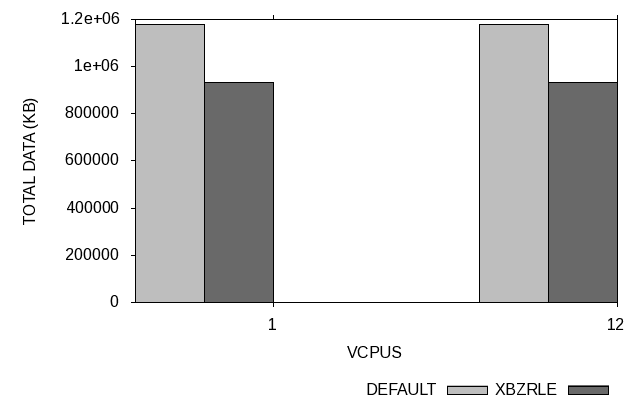 1.2e+06
1e+06
800000
600000
400000
200000
0
TOTAL DATA (KB)
1
12
VCPUS
DEFAULT
XBZRLE